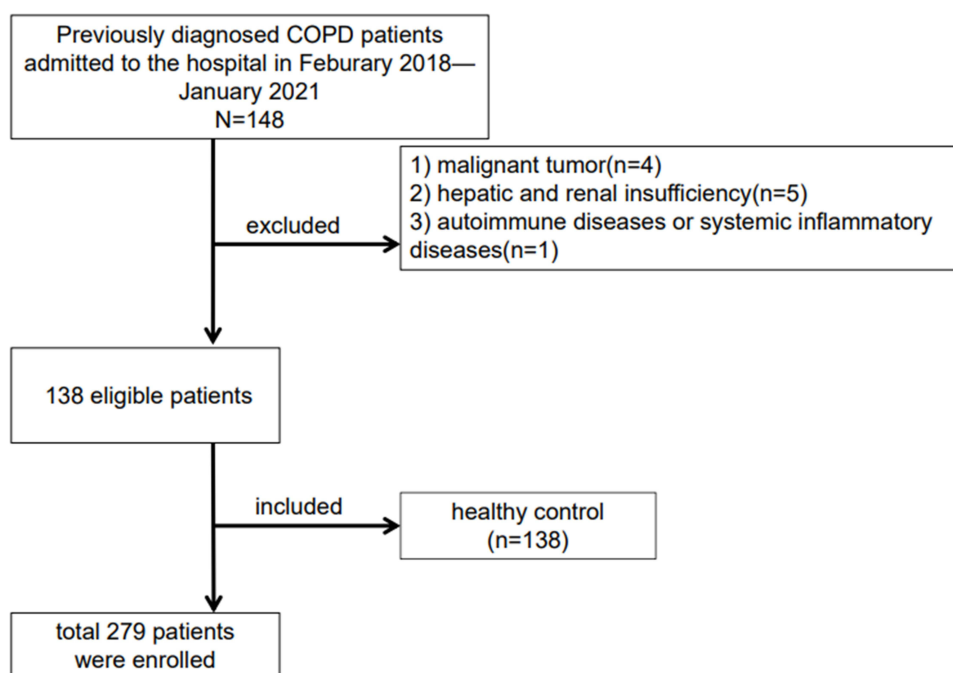 Previously diagnosed COPD patients
admitted to the hospital in Feburary 2018—
January 2021
N=148
1) malignant tumor(n=4)
2) hepatic and renal insufficiency(n=5)
3) autoimmune diseases or systemic inflammatory
diseases(n=1)
excluded
138 eligible patients
included
healthy control
(n=138)
total 279 patients
were enrolled